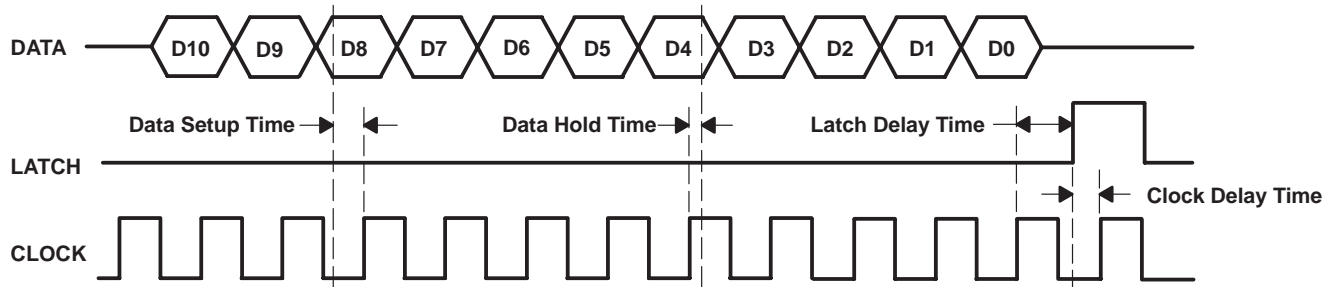 DATA D10 D9 D8 D7 D6 D5 D4 D3 D2 D1 D0
Data Setup Time Data Hold Time Latch Delay Time
LATCH
Clock Delay Time
CLOCK